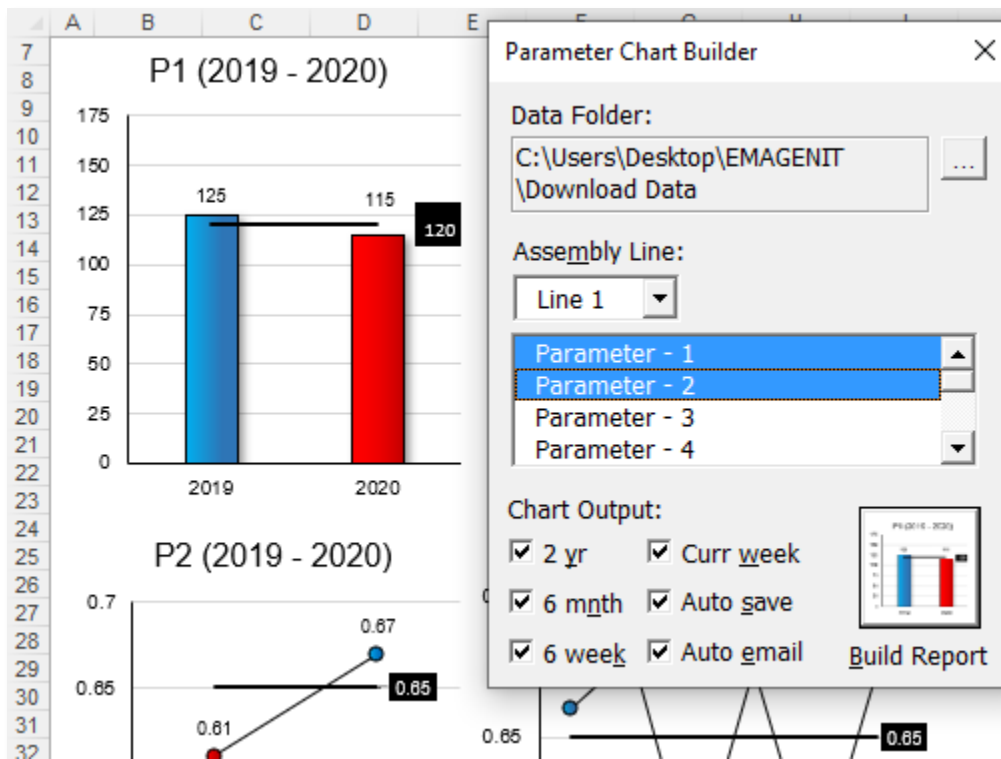 A B C D E
7
8
9
10
11
12
13
14
15
16
17
18
19
20
21
22
23
24
25
26
27
28
29
30
31
32
P1 (2019 - 2020)
175
150
125
100
75
50
25
0
125
115
120
2019 2020
P2 (2019 - 2020)
0.7
0.65
0.67
0.65
0.61
0.65
0.65
Parameter Chart Builder
Data Folder:
C:\Users\Desktop\EMAGENIT
\Download Data
...
Assembly Line:
Line 1
Parameter - 1
Parameter - 2
Parameter - 3
Parameter - 4
Chart Output:
2 yr Curr week
6 mnth Auto save
6 week Auto email
Build Report